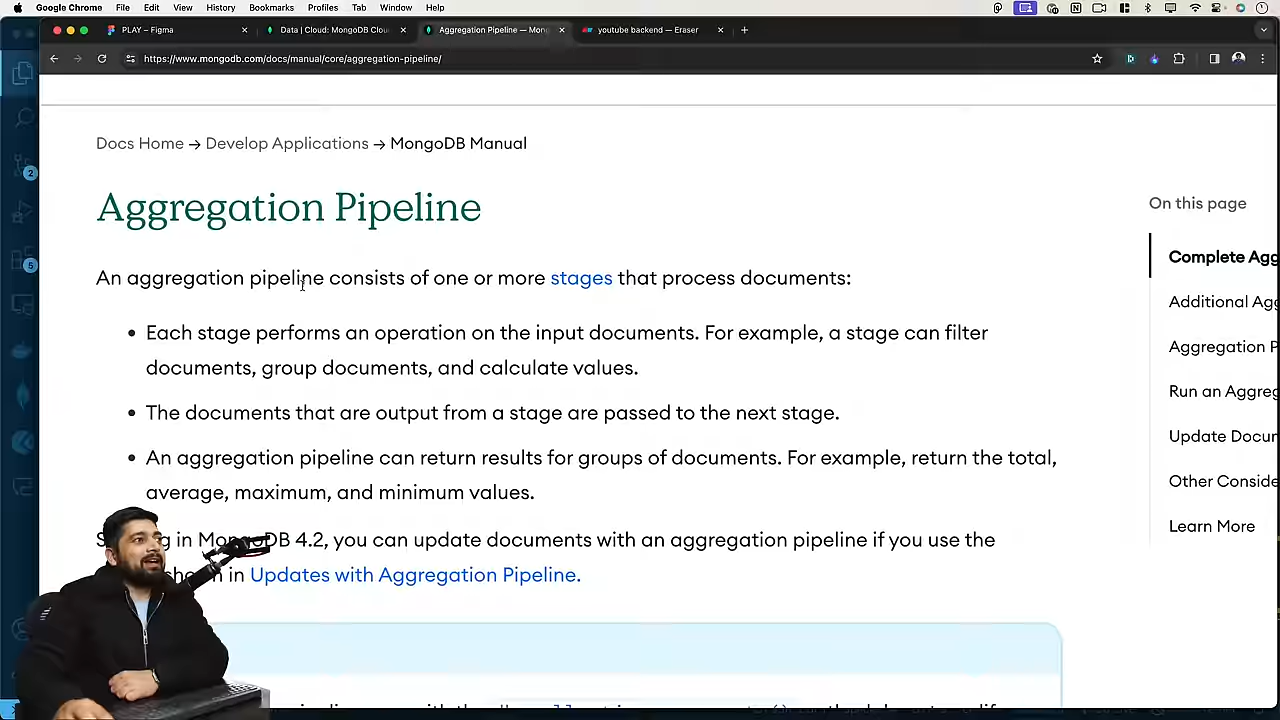 Google Chrome File Edit View History Bookmarks Profiles Tab Window Help
PLAY – Figma
Data | Cloud: MongoDB Clou
Aggregation Pipeline — Mong
youtube backend — Eraser
https://www.mongodb.com/docs/manual/core/aggregation-pipeline/
Docs Home → Develop Applications → MongoDB Manual
Aggregation Pipeline
An aggregation pipeline consists of one or more stages that process documents:
• Each stage performs an operation on the input documents. For example, a stage can filter
documents, group documents, and calculate values.
• The documents that are output from a stage are passed to the next stage.
• An aggregation pipeline can return results for groups of documents. For example, return the total,
average, maximum, and minimum values.
in MongoDB 4.2, you can update documents with an aggregation pipeline if you use the
in Updates with Aggregation Pipeline.
On this page
Complete Agg
Additional Agg
Aggregation P
Run an Aggreg
Update Docur
Other Conside
Learn More
2
5